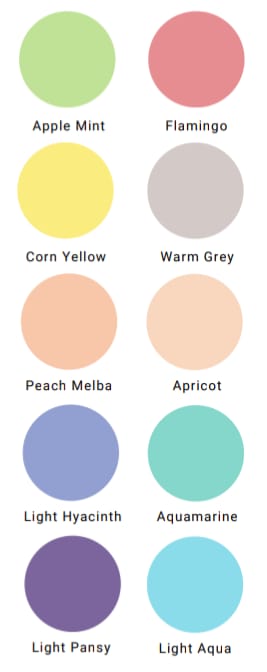 Apple Mint
Flamingo
Corn Yellow
Warm Grey
Peach Melba
Apricot
Light Hyacinth
Aquamarine
Light Pansy
Light Aqua